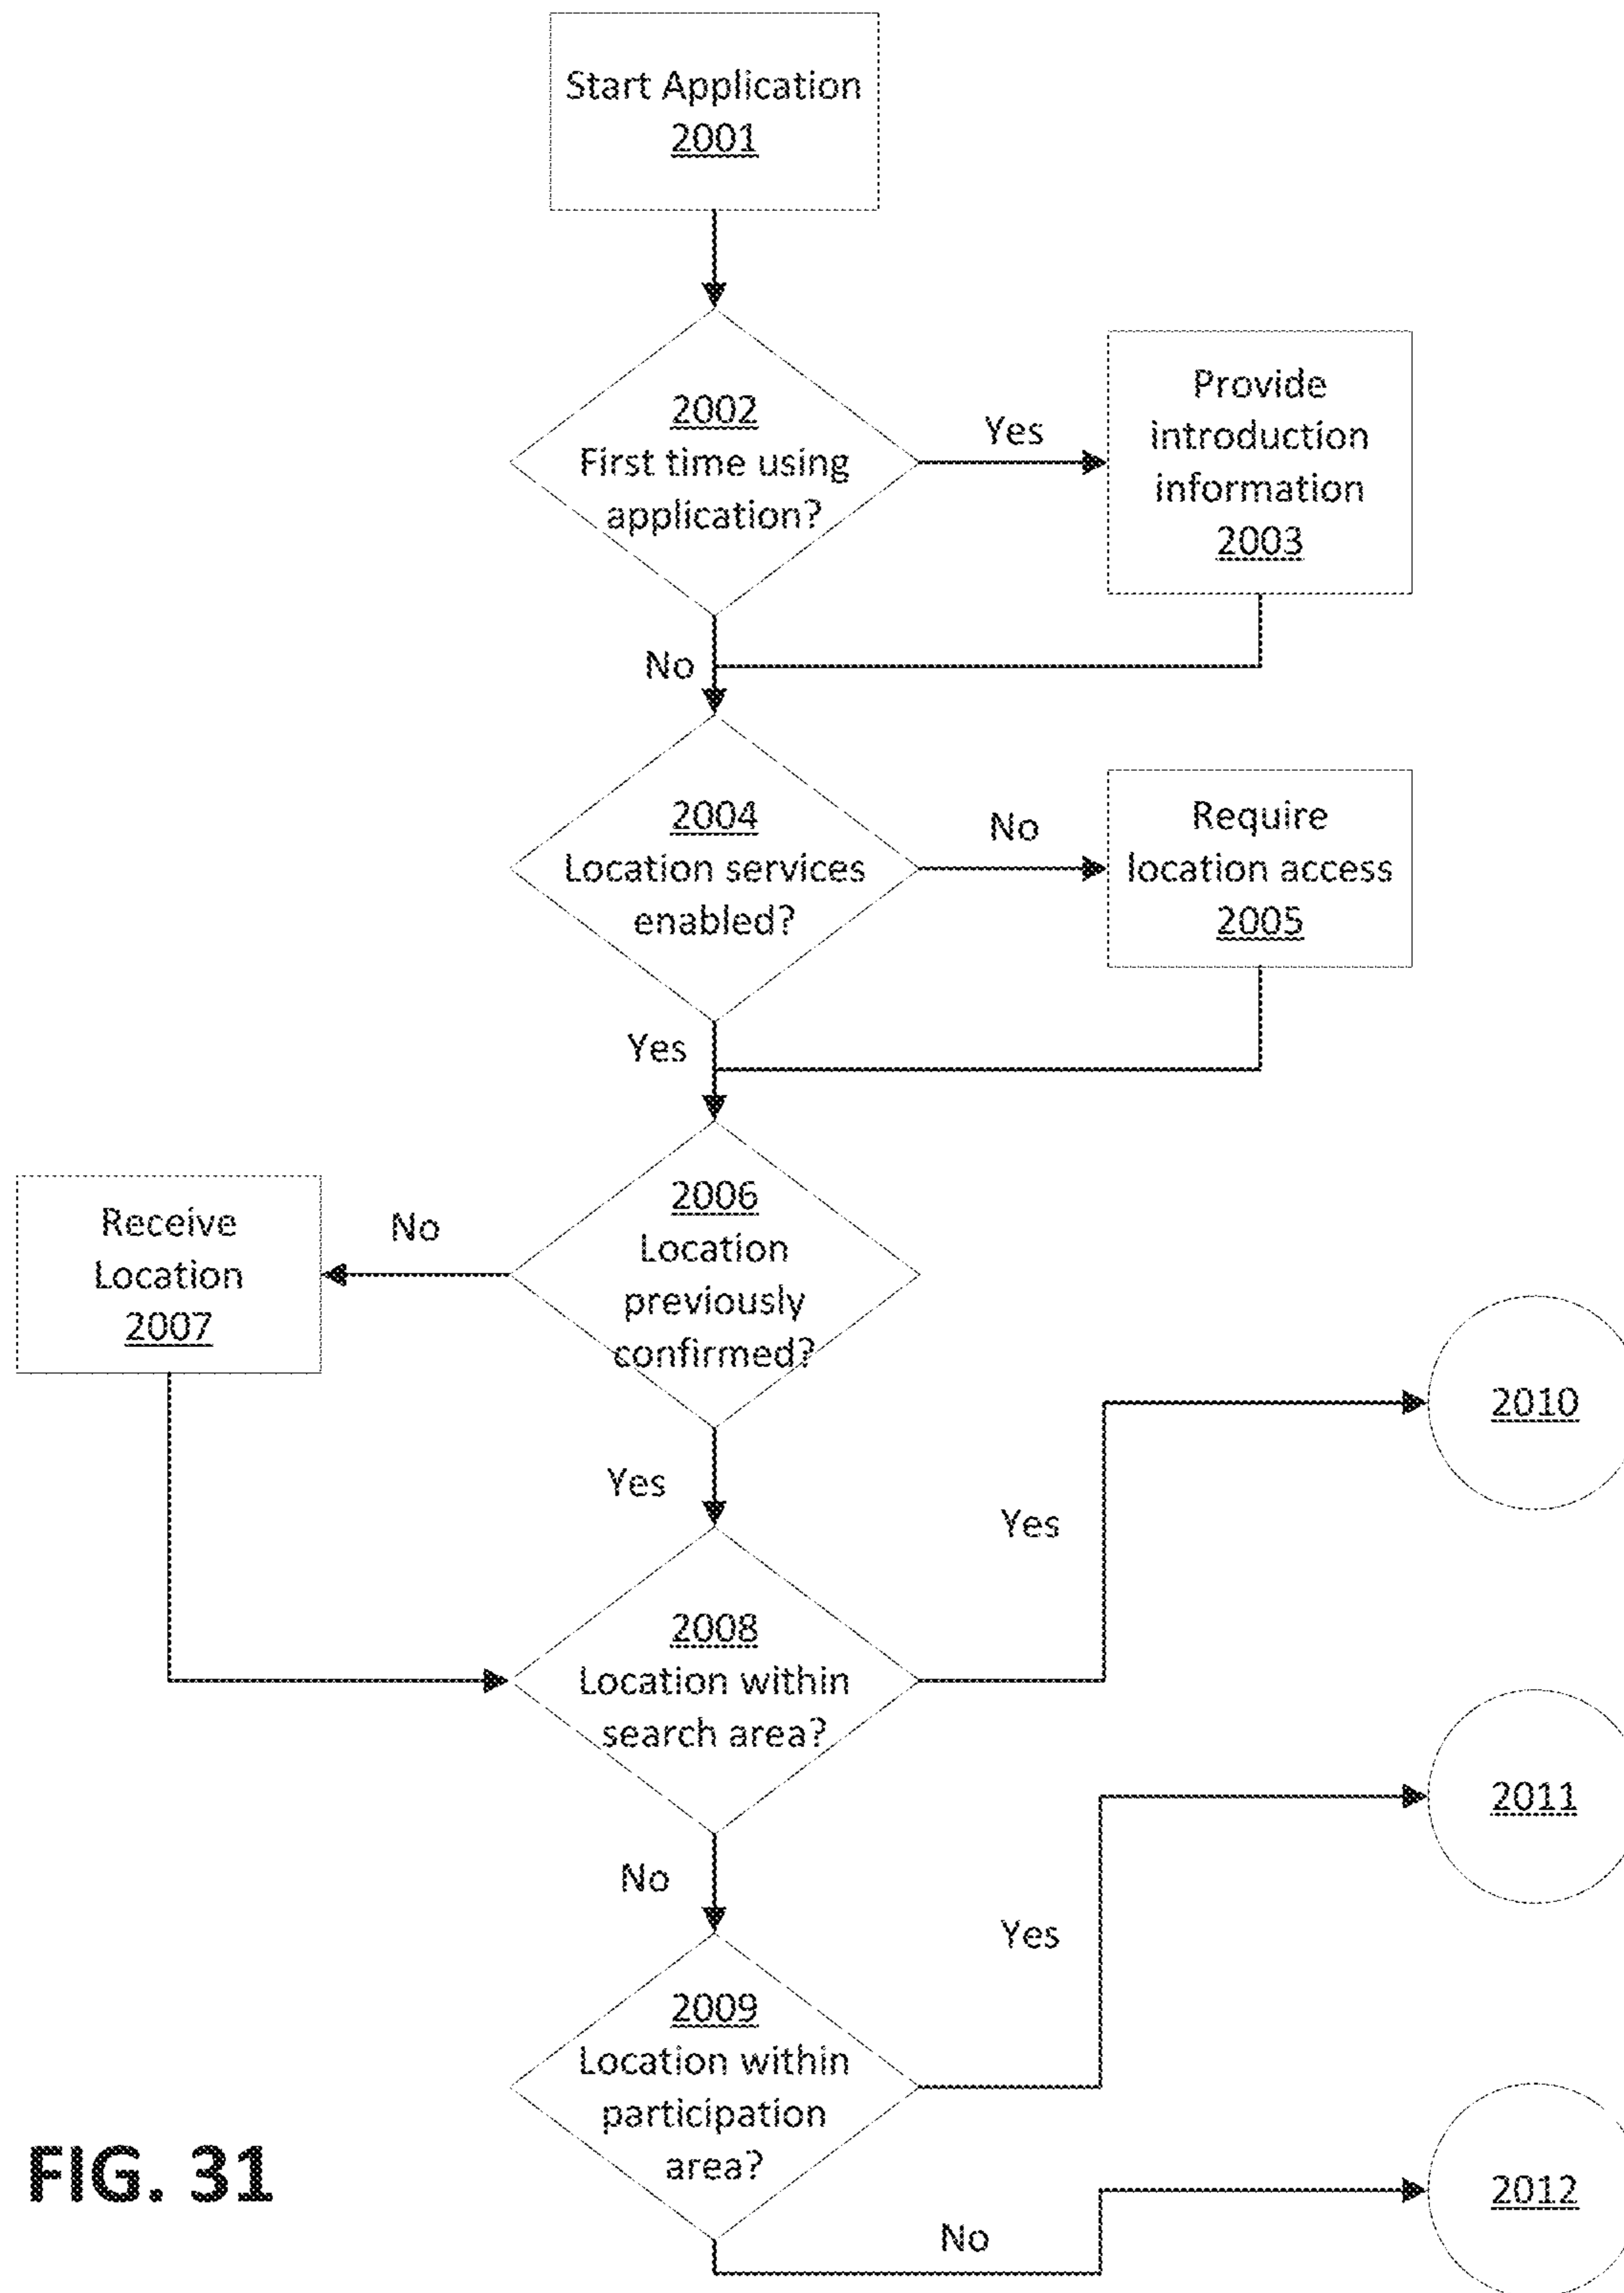 Start Application
2001
2002
First time using
application?
Yes
Provide
introduction
information
2003
No
2004
Location services
enabled?
No
Require
location access
2005
Yes
2006
Location
previously
confirmed?
No
Receive
Location
2007
Yes
2008
Location within
search area?
Yes
2010
No
2009
Location within
participation
area?
Yes
2011
No
2012
FIG. 31